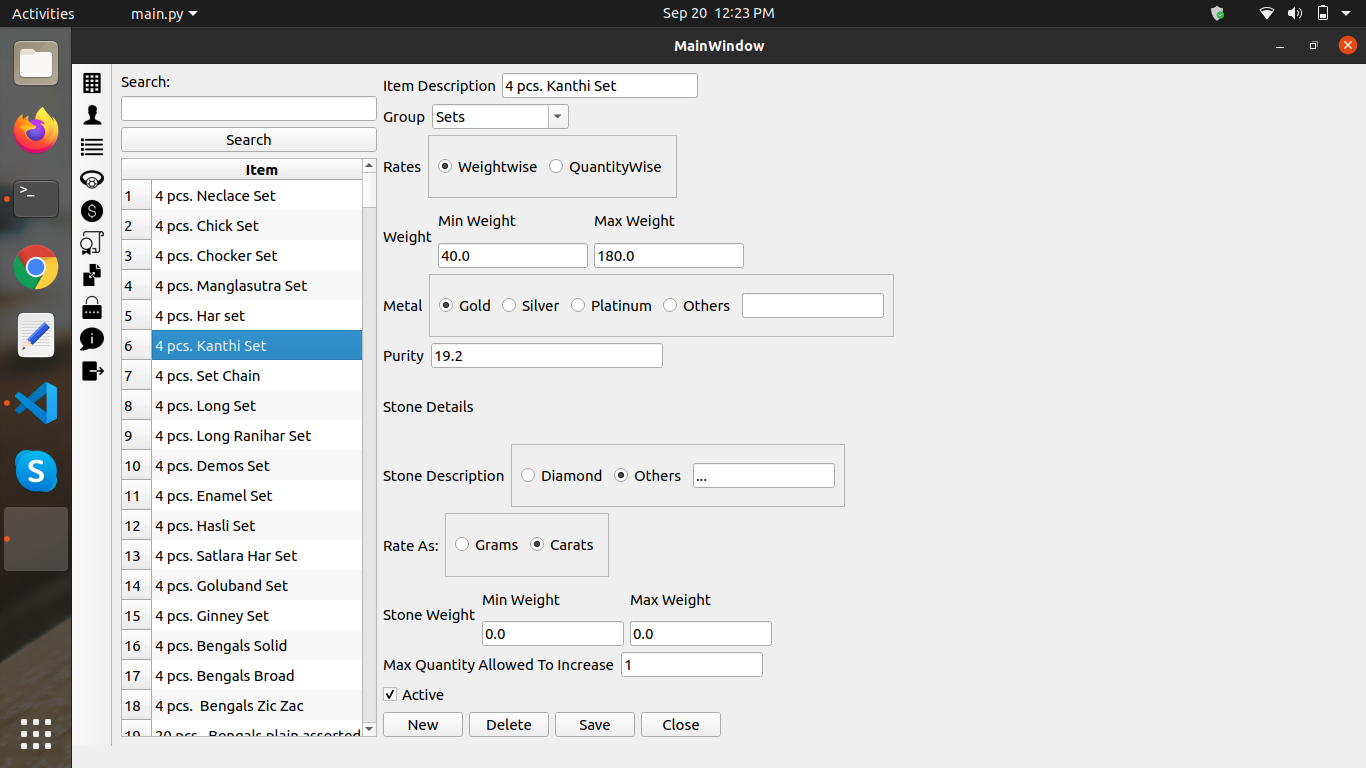 Activities main.py Sep 20 12:23 PM
MainWindow
Search:
Search
Item
1 4 pcs. Neclace Set
2 4 pcs. Chick Set
3 4 pcs. Chocker Set
4 4 pcs. Manglasutra Set
5 4 pcs. Har set
6 4 pcs. Kanthi Set
7 4 pcs. Set Chain
8 4 pcs. Long Set
9 4 pcs. Long Ranihar Set
10 4 pcs. Demos Set
11 4 pcs. Enamel Set
12 4 pcs. Hasli Set
13 4 pcs. Satlara Har Set
14 4 pcs. Goluband Set
15 4 pcs. Ginney Set
16 4 pcs. Bengals Solid
17 4 pcs. Bengals Broad
18 4 pcs. Bengals Zic Zac
19 20 pcs. Bengals plain assorted
Item Description 4 pcs. Kanthi Set
Group Sets
Rates Weightwise QuantityWise
Min Weight Max Weight
Weight
40.0 180.0
Metal Gold Silver Platinum Others
Purity 19.2
Stone Details
Stone Description Diamond Others ...
Rate As: Grams Carats
Min Weight Max Weight
Stone Weight
0.0 0.0
Max Quantity Allowed To Increase 1
Active
New Delete Save Close